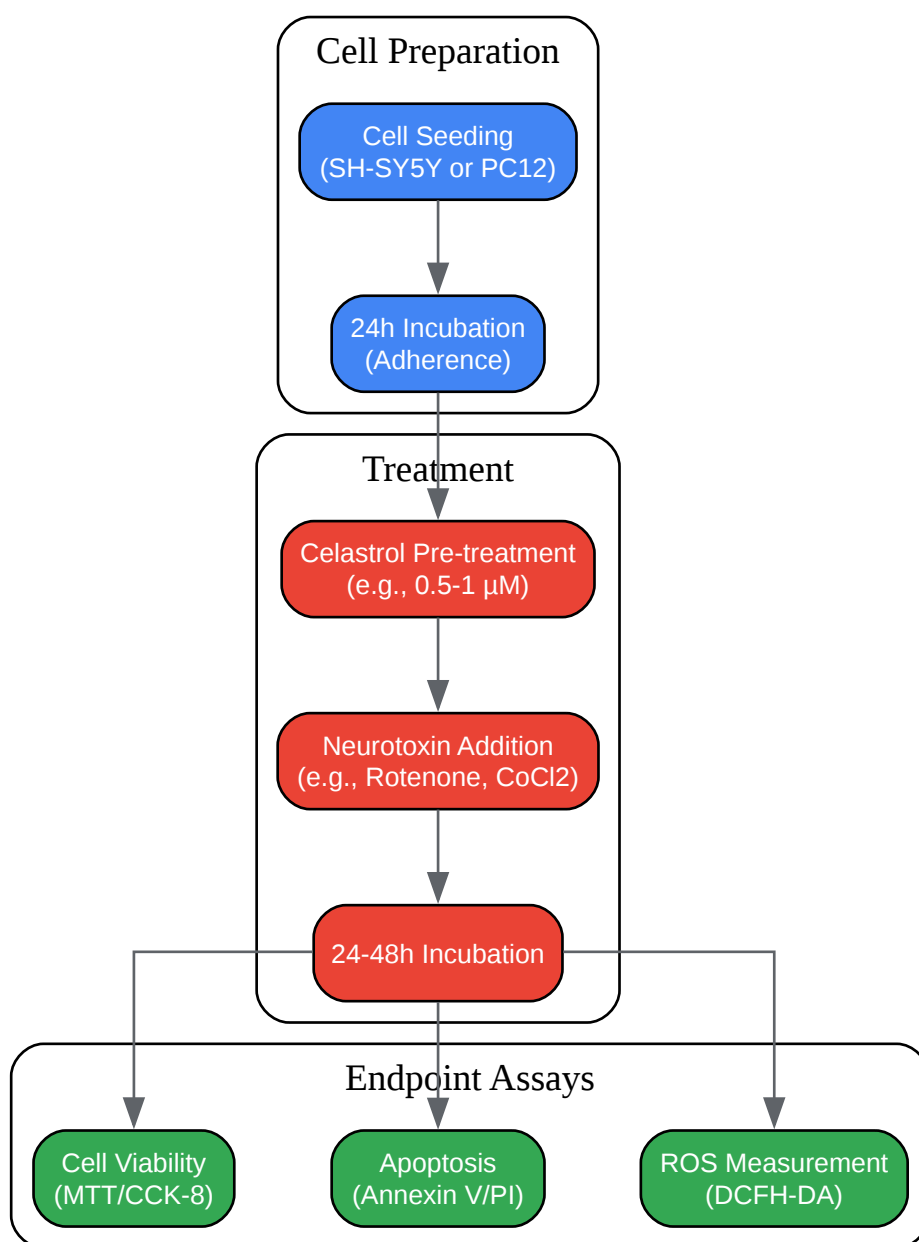 Cell Preparation
Cell Seeding
(SH-SY5Y or PC12)
24h Incubation
(Adherence)
Treatment
Celastrol Pre-treatment
(e.g., 0.5-1 µM)
Neurotoxin Addition
(e.g., Rotenone, CoCl2)
24-48h Incubation
Endpoint Assays
Cell Viability
(MTT/CCK-8)
Apoptosis
(Annexin V/PI)
ROS Measurement
(DCFH-DA)